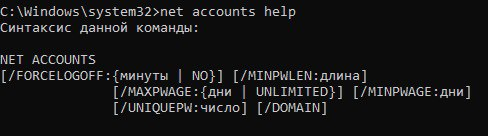 C:\Windows\system32>net accounts help
Синтаксис данной команды:
NET ACCOUNTS
[/FORCELOGOFF:{минуты | NO}] [/MINPWLEN:длина]
[/MAXPWAGE:{дни | UNLIMITED}] [/MINPWAGE:дни]
[/UNIQUEPW:число] [/DOMAIN]